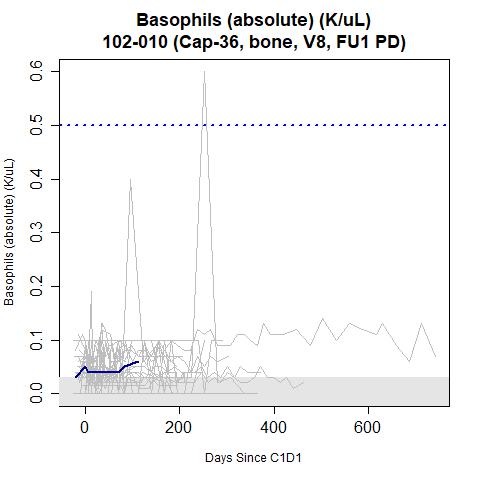 Basophils (absolute) (K/uL)
102-010 (Cap-36, bone, V8, FU1 PD)
Basophils (absolute) (K/uL)
0.6
0.5
0.4
0.3
0.2
0.1
0.0
0 200 400 600
Days Since C1D1